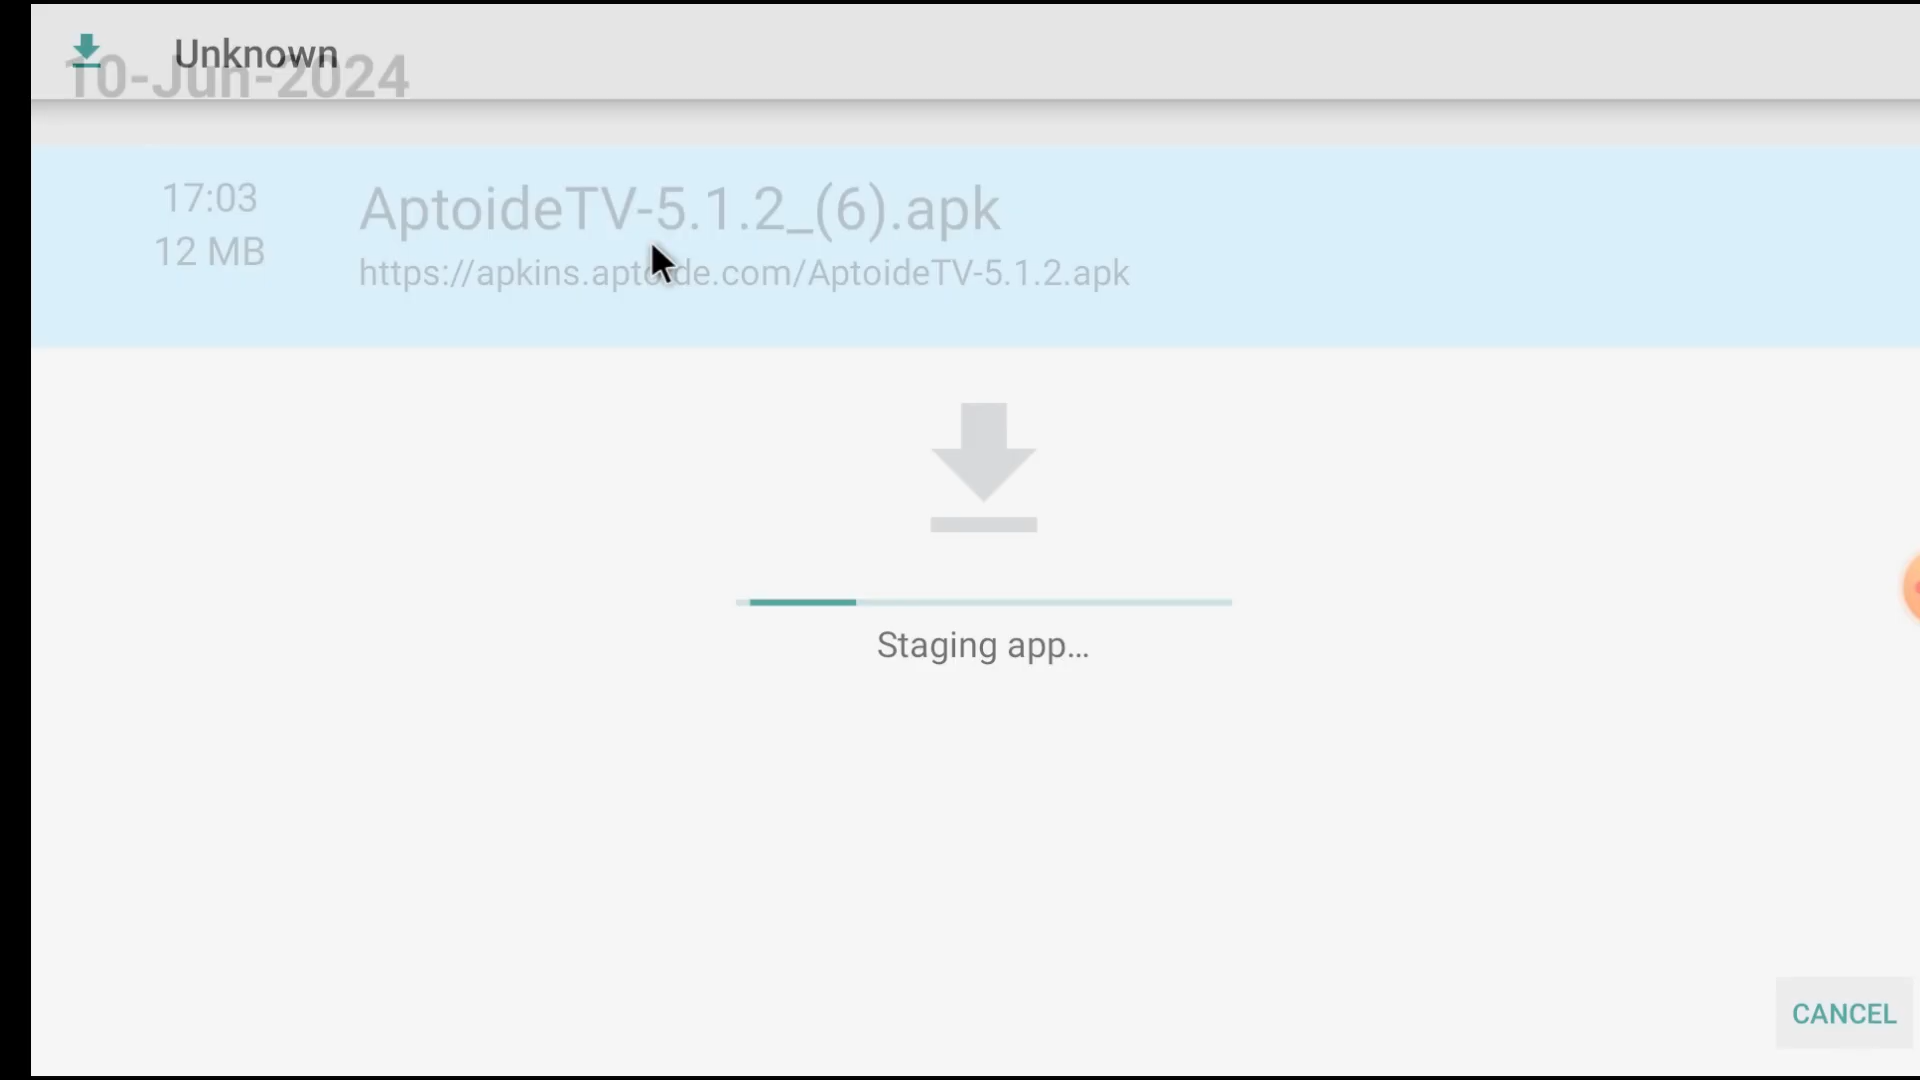 Unknown
10-Jun-2024
17:03
12 MB
AptoideTV-5.1.2_(6).apk
https://apkins.aptoide.com/AptoideTV-5.1.2.apk
Staging app...
CANCEL